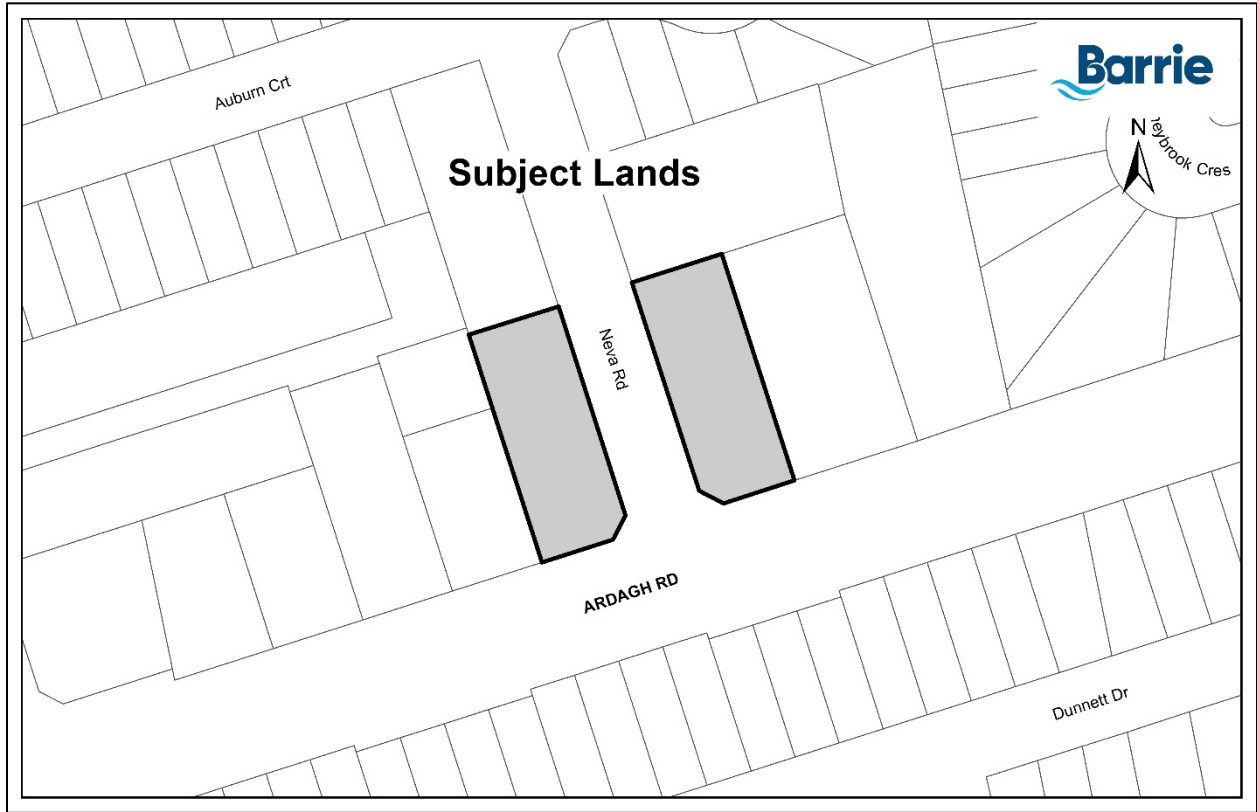 Barrie
Auburn Crt
N
eybrook Cres
Subject Lands
Neva Rd
ARDAGH RD
Dunnett Dr